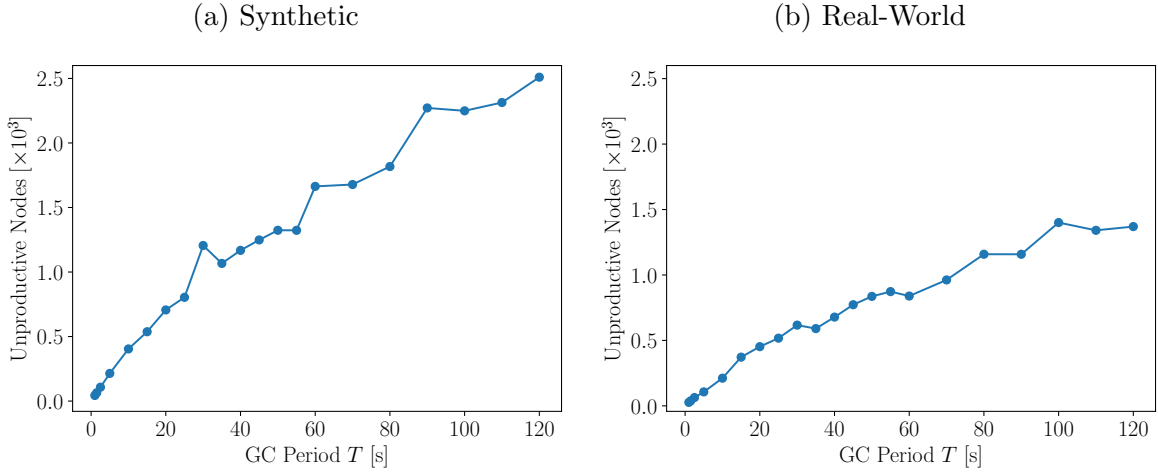 (a) Synthetic
2.5
2.0
1.5
1.0
0.5
0.0
Unproductive Nodes [×10³]
0 20 40 60 80 100 120
GC Period T [s]
(b) Real-World
2.5
2.0
1.5
1.0
0.5
0.0
Unproductive Nodes [×10³]
0 20 40 60 80 100 120
GC Period T [s]